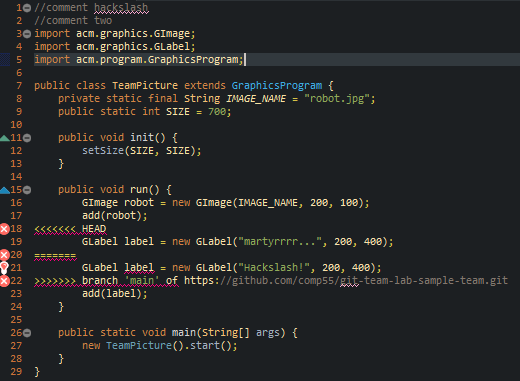 1 //comment hackslash
2 //comment two
3 import acm.graphics.GImage;
4 import acm.graphics.GLabel;
5 import acm.program.GraphicsProgram;
6
7 public class TeamPicture extends GraphicsProgram {
8 private static final String IMAGE_NAME = "robot.jpg";
9 public static int SIZE = 700;
10
11 public void init() {
12 setSize(SIZE, SIZE);
13 }
14
15 public void run() {
16 GImage robot = new GImage(IMAGE_NAME, 200, 100);
17 add(robot);
18 <<<<<<< HEAD
19 GLabel label = new GLabel("martyrrrr...", 200, 400);
20 =======
21 GLabel label = new GLabel("Hackslash!", 200, 400);
22 >>>>>>> branch 'main' of https://github.com/comp55/git-team-lab-sample-team.git
23 add(label);
24 }
25
26 public static void main(String[] args) {
27 new TeamPicture().start();
28 }
29 }